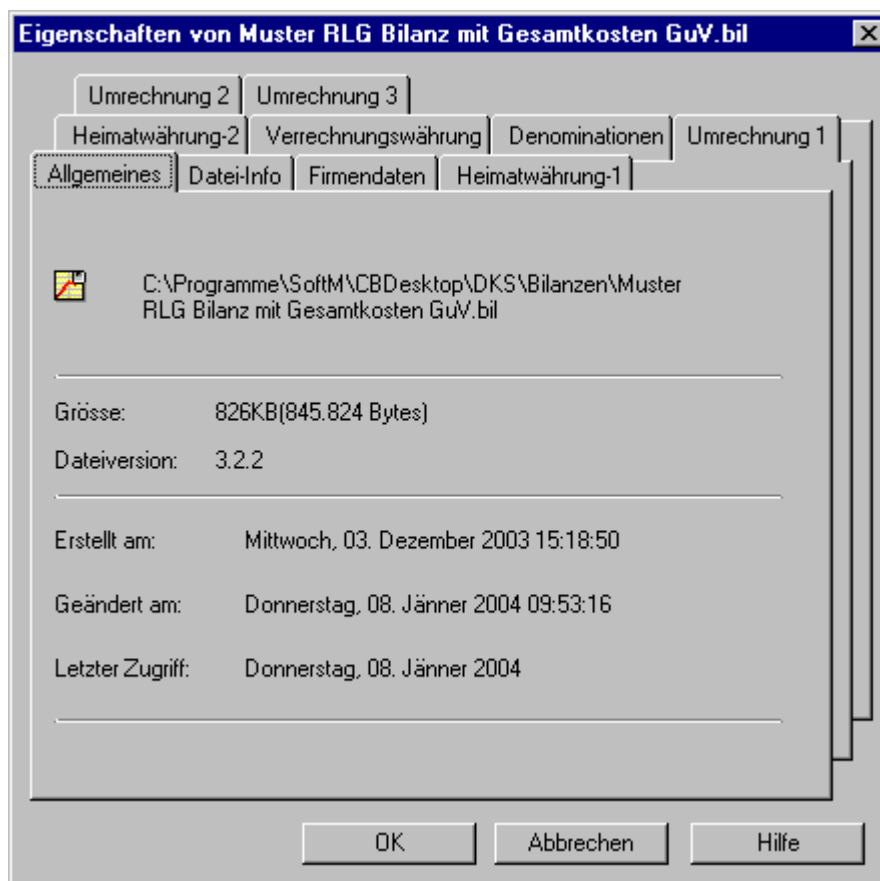 Eigenschaften von Muster RLG Bilanz mit Gesamtkosten GuV.bil
Umrechnung 2 Umrechnung 3
Heimatwährung-2 Verrechnungswährung Denominationen Umrechnung 1
Allgemeines Datei-Info Firmendaten Heimatwährung-1
C:\Programme\SoftM\CBDesktop\DKS\Bilanzen\Muster
RLG Bilanz mit Gesamtkosten GuV.bil
Grösse: 826KB(845.824 Bytes)
Dateiversion: 3.2.2
Erstellt am: Mittwoch, 03. Dezember 2003 15:18:50
Geändert am: Donnerstag, 08. Jänner 2004 09:53:16
Letzter Zugriff: Donnerstag, 08. Jänner 2004
OK Abbrechen Hilfe